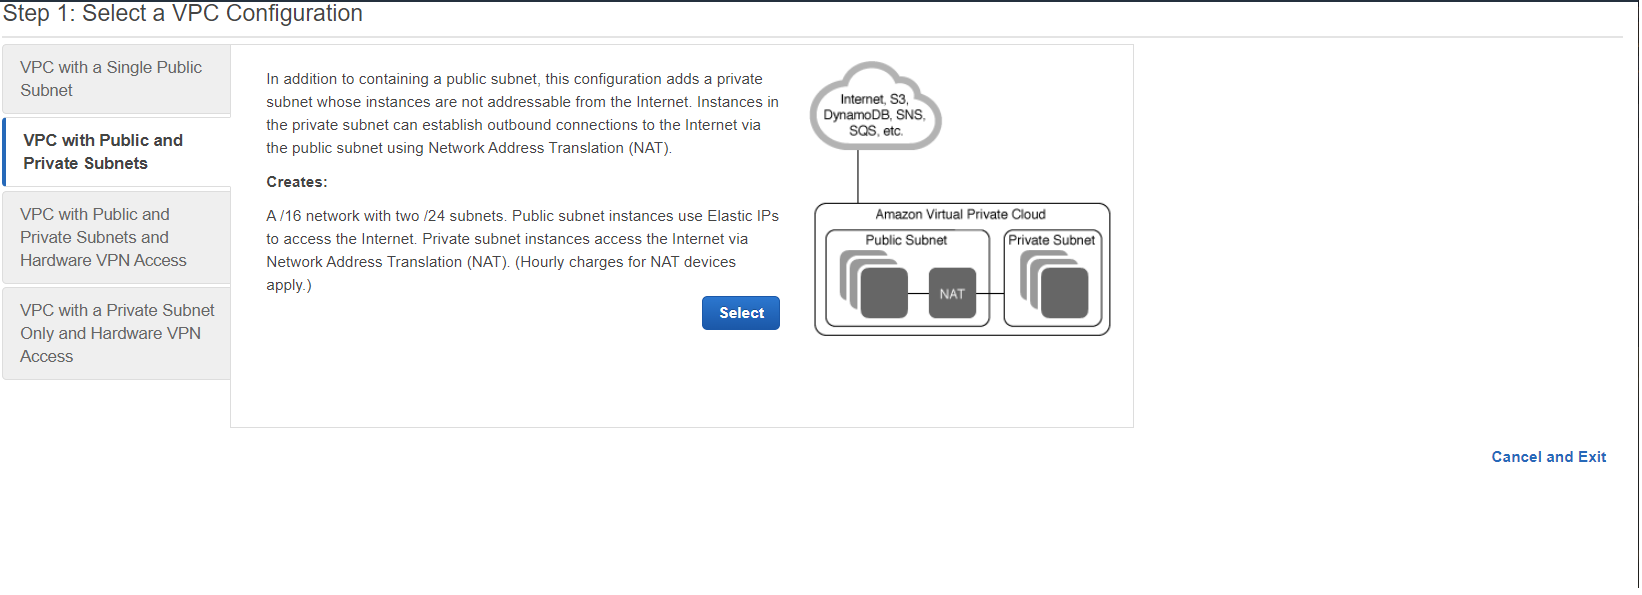 Step 1: Select a VPC Configuration
VPC with a Single Public
Subnet
VPC with Public and
Private Subnets
VPC with Public and
Private Subnets and
Hardware VPN Access
VPC with a Private Subnet
Only and Hardware VPN
Access
In addition to containing a public subnet, this configuration adds a private
subnet whose instances are not addressable from the Internet. Instances in
the private subnet can establish outbound connections to the Internet via
the public subnet using Network Address Translation (NAT).
Creates:
A /16 network with two /24 subnets. Public subnet instances use Elastic IPs
to access the Internet. Private subnet instances access the Internet via
Network Address Translation (NAT). (Hourly charges for NAT devices
apply.)
Select
Internet, S3,
DynamoDB, SNS,
SQS, etc.
Amazon Virtual Private Cloud
Public Subnet
Private Subnet
NAT
Cancel and Exit